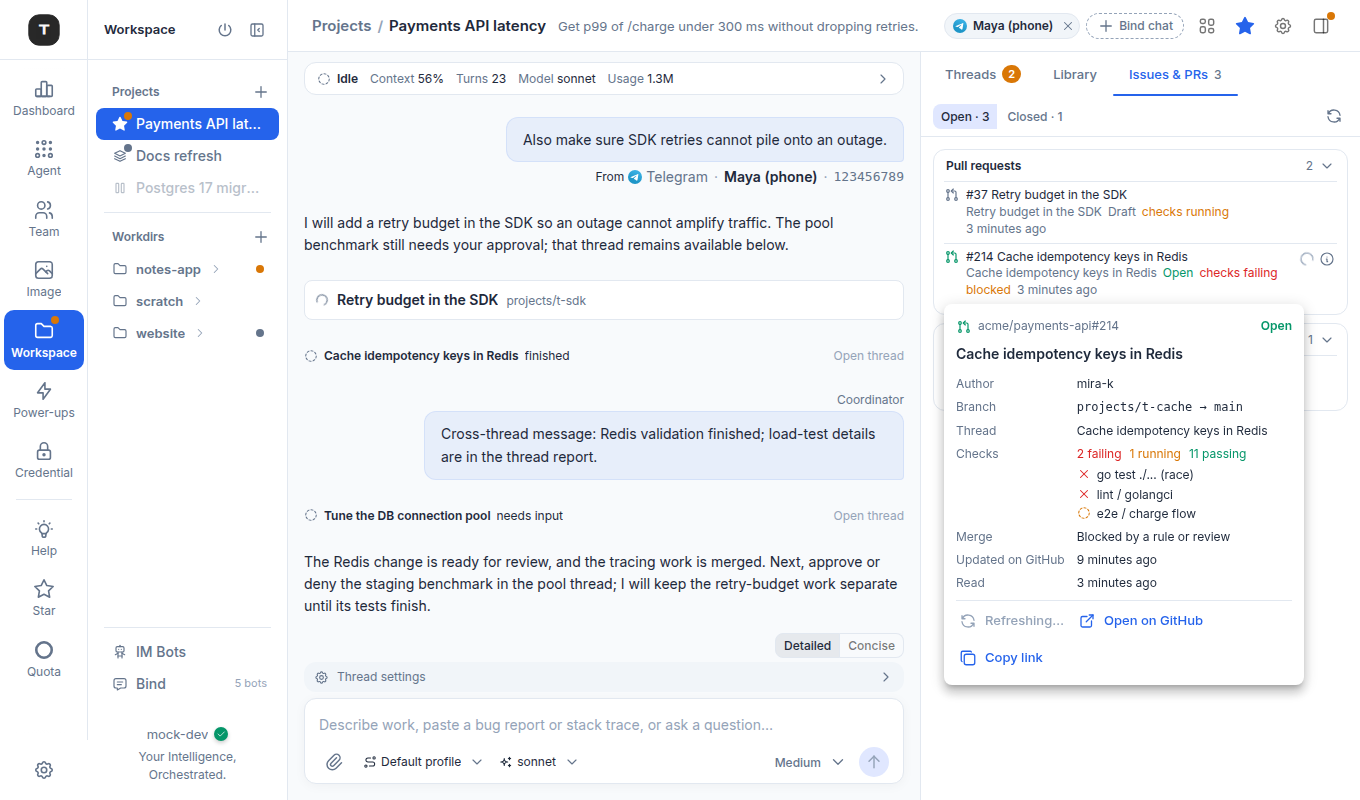 T
Dashboard
Agent
Team
Image
Workspace
Power-ups
Credential
Help
Star
Quota
Workspace
Projects
Payments API lat...
Docs refresh
Postgres 17 migr...
Workdirs
notes-app
scratch
website
IM Bots
Bind 5 bots
mock-dev
Your Intelligence,
Orchestrated.
Projects / Payments API latency Get p99 of /charge under 300 ms without dropping retries.
Maya (phone)
Bind chat
Idle Context 56% Turns 23 Model sonnet Usage 1.3M
Also make sure SDK retries cannot pile onto an outage.
From Telegram · Maya (phone) · 123456789
I will add a retry budget in the SDK so an outage cannot amplify traffic. The pool
benchmark still needs your approval; that thread remains available below.
Retry budget in the SDK projects/t-sdk
Cache idempotency keys in Redis finished Open thread
Coordinator
Cross-thread message: Redis validation finished; load-test details
are in the thread report.
Tune the DB connection pool needs input Open thread
The Redis change is ready for review, and the tracing work is merged. Next, approve or
deny the staging benchmark in the pool thread; I will keep the retry-budget work separate
until its tests finish.
Detailed Concise
Thread settings
Describe work, paste a bug report or stack trace, or ask a question...
Default profile sonnet Medium
Threads 2 Library Issues & PRs 3
Open · 3 Closed · 1
Pull requests 2
#37 Retry budget in the SDK
Retry budget in the SDK Draft checks running
3 minutes ago
#214 Cache idempotency keys in Redis
Cache idempotency keys in Redis Open checks failing
blocked 3 minutes ago
1
acme/payments-api#214 Open
Cache idempotency keys in Redis
Author mira-k
Branch projects/t-cache → main
Thread Cache idempotency keys in Redis
Checks 2 failing 1 running 11 passing
go test ./... (race)
lint / golangci
e2e / charge flow
Merge Blocked by a rule or review
Updated on GitHub 9 minutes ago
Read 3 minutes ago
Refreshing... Open on GitHub
Copy link